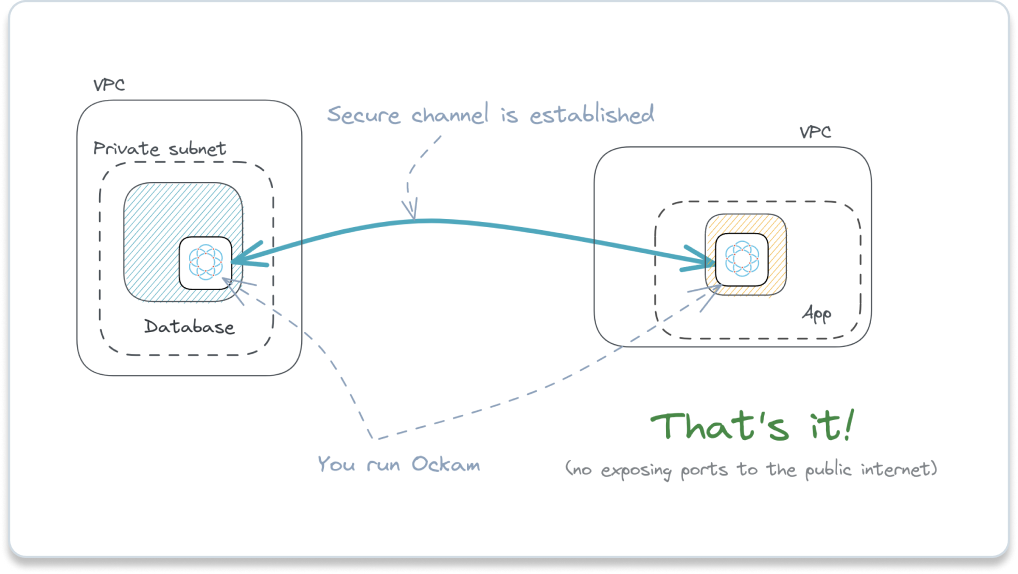 VPC
Secure channel is established
VPC
Private subnet
Database
App
That's it!
You run Ockam
(no exposing ports to the public internet)